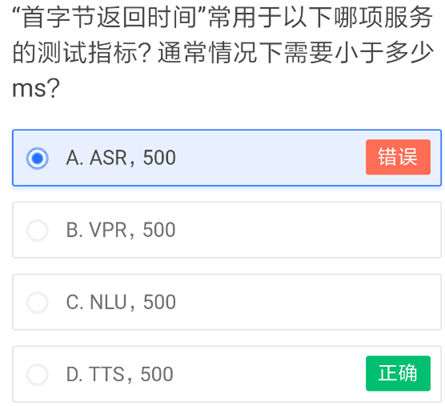 “首字节返回时间”常用于以下哪项服务
的测试指标？通常情况下需要小于多少
ms？
A. ASR，500 错误
B. VPR，500
C. NLU，500
D. TTS，500 正确